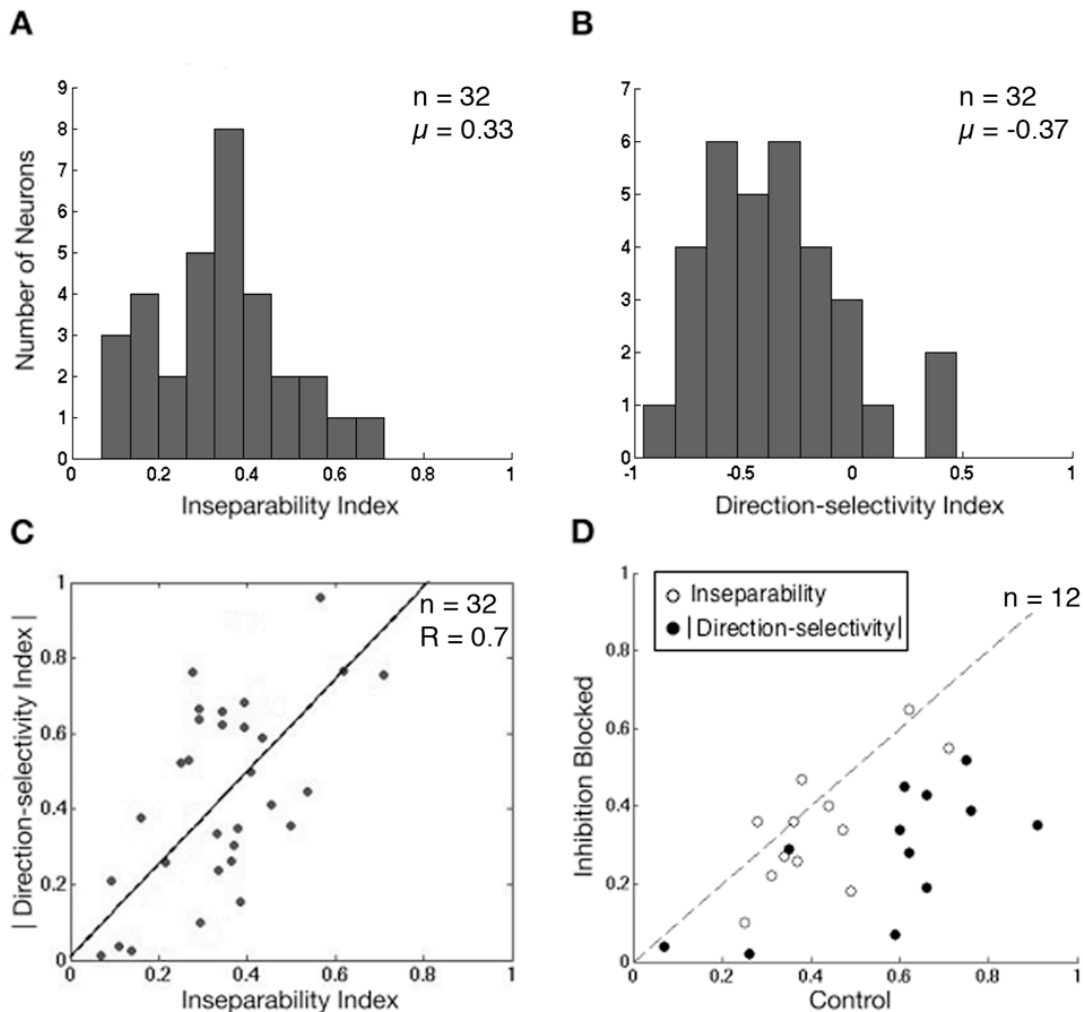 A
B
9
8
7
6
5
4
3
2
1
0
Number of Neurons
n = 32
μ = 0.33
0
0.2
0.4
0.6
0.8
1
Inseparability Index
7
6
5
4
3
2
1
0
n = 32
μ = -0.37
-1
-0.5
0
0.5
1
Direction-selectivity Index
C
D
1
0.8
0.6
0.4
0.2
0
| Direction-selectivity Index |
n = 32
R = 0.7
0
0.2
0.4
0.6
0.8
1
Inseparability Index
1
0.8
0.6
0.4
0.2
0
Inhibition Blocked
Inseparability
| Direction-selectivity |
n = 12
0
0.2
0.4
0.6
0.8
1
Control